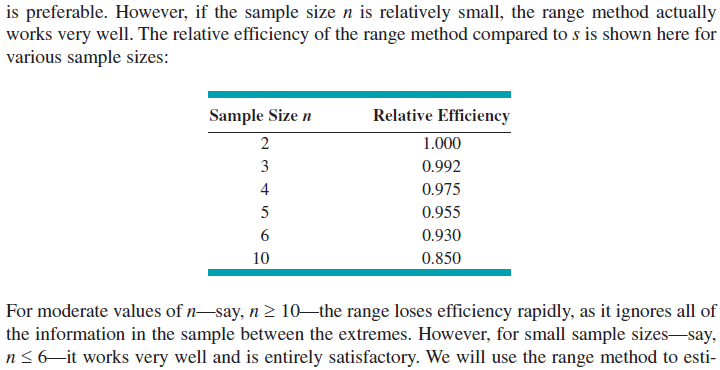 is preferable. However, if the sample size n is relatively small, the range method actually
works very well. The relative efficiency of the range method compared to s is shown here for
various sample sizes:
Sample Size n Relative Efficiency
2 1.000
3 0.992
4 0.975
5 0.955
6 0.930
10 0.850
For moderate values of n—say, n ≥ 10—the range loses efficiency rapidly, as it ignores all of
the information in the sample between the extremes. However, for small sample sizes—say,
n ≤ 6—it works very well and is entirely satisfactory. We will use the range method to esti-